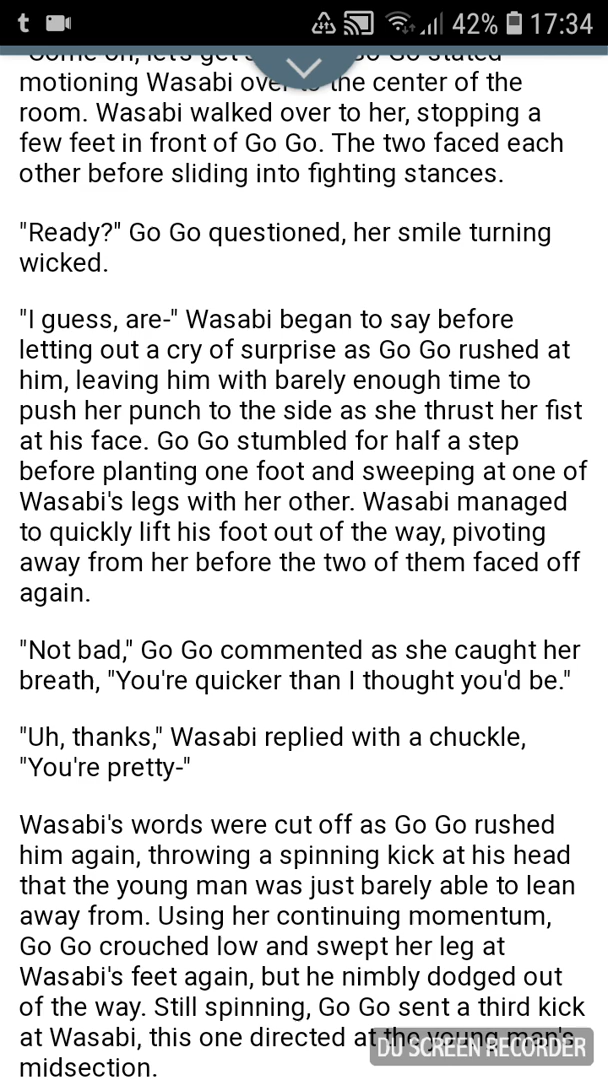 t 42% 17:34
"Come on, let's get Go Go stated
motioning Wasabi over to the center of the
room. Wasabi walked over to her, stopping a
few feet in front of Go Go. The two faced each
other before sliding into fighting stances.
"Ready?" Go Go questioned, her smile turning
wicked.
"I guess, are-" Wasabi began to say before
letting out a cry of surprise as Go Go rushed at
him, leaving him with barely enough time to
push her punch to the side as she thrust her fist
at his face. Go Go stumbled for half a step
before planting one foot and sweeping at one of
Wasabi's legs with her other. Wasabi managed
to quickly lift his foot out of the way, pivoting
away from her before the two of them faced off
again.
"Not bad," Go Go commented as she caught her
breath, "You're quicker than I thought you'd be."
"Uh, thanks," Wasabi replied with a chuckle,
"You're pretty-"
Wasabi's words were cut off as Go Go rushed
him again, throwing a spinning kick at his head
that the young man was just barely able to lean
away from. Using her continuing momentum,
Go Go crouched low and swept her leg at
Wasabi's feet again, but he nimbly dodged out
of the way. Still spinning, Go Go sent a third kick
at Wasabi, this one directed at the young man's
DU SCREEN RECORDER
midsection.